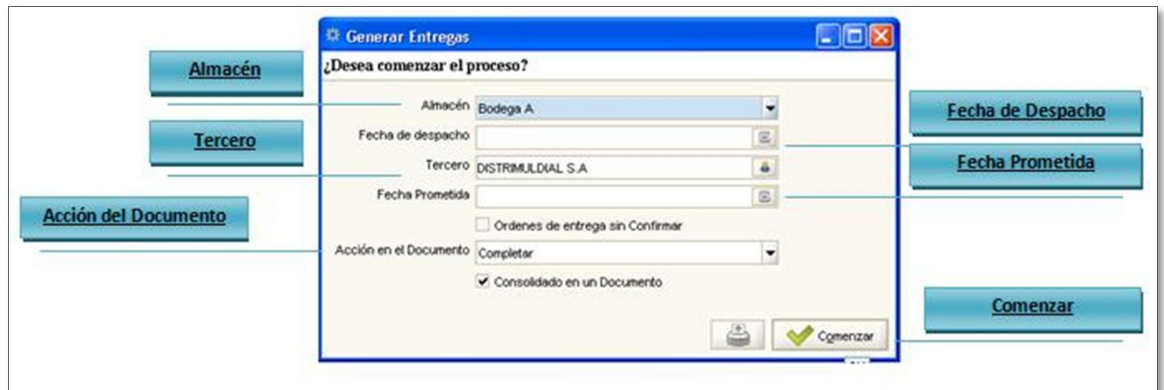 Generar Entregas
¿Desea comenzar el proceso?
Almacén
Almacén Bodega A
Fecha de despacho
Fecha de Despacho
Tercero
Tercero DISTRIMULDIAL S.A
Fecha Prometida
Fecha Prometida
Ordenes de entrega sin Confirmar
Acción del Documento
Acción en el Documento Completar
Consolidado en un Documento
Comenzar
Comenzar